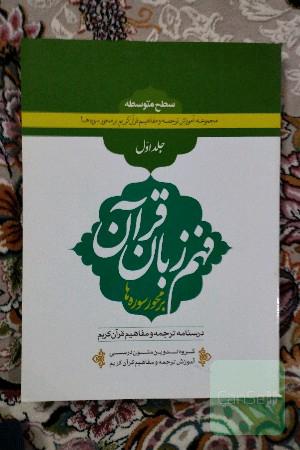 سطح متوسطه
مجموعه آموزش ترجمه و مفاهیم قرآن کریم بر محور سوره‌ها
جلد اول
فهم زبان قرآن
بر محور سوره‌ها
درسنامه ترجمه و مفاهیم قرآن کریم
گروه تدوین متون درسی
آموزش ترجمه و مفاهیم قرآن کریم